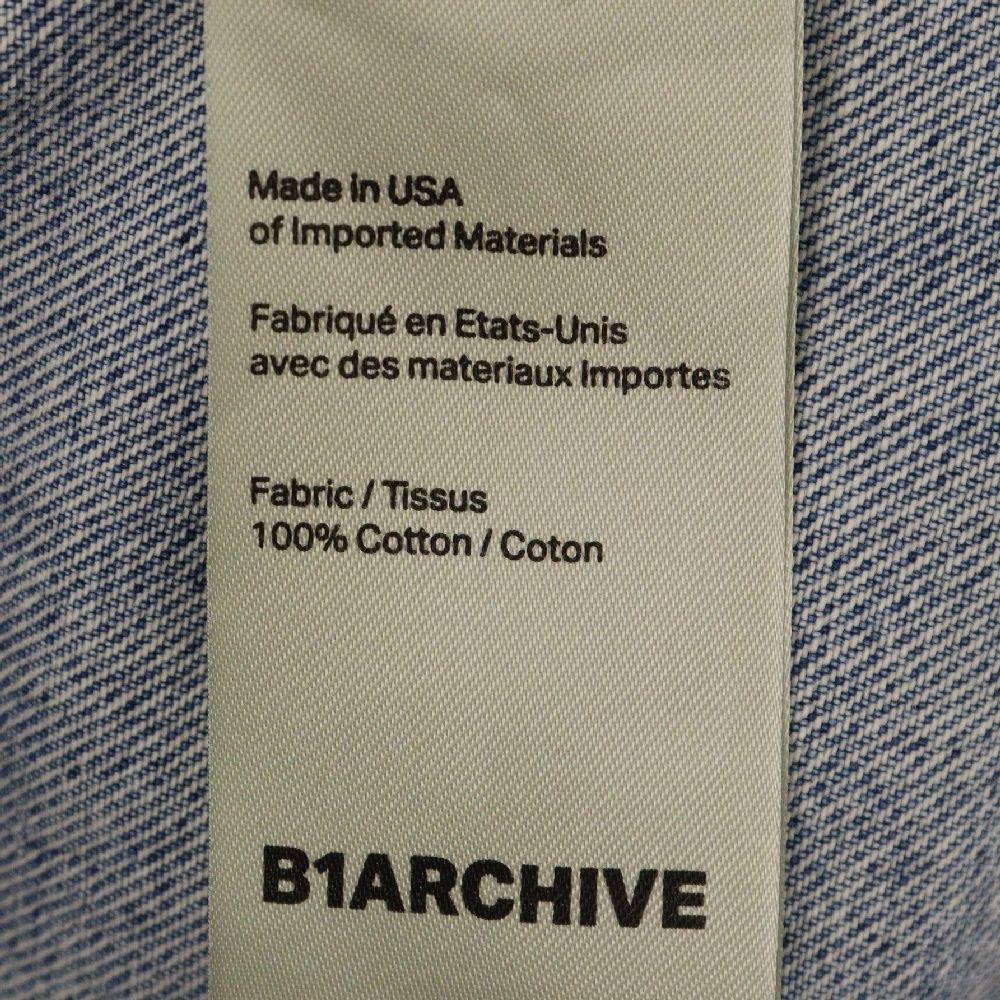 Made in USA
of Imported Materials
Fabriqué en Etats-Unis
avec des materiaux Importes
Fabric / Tissus
100% Cotton / Coton
B1ARCHIVE